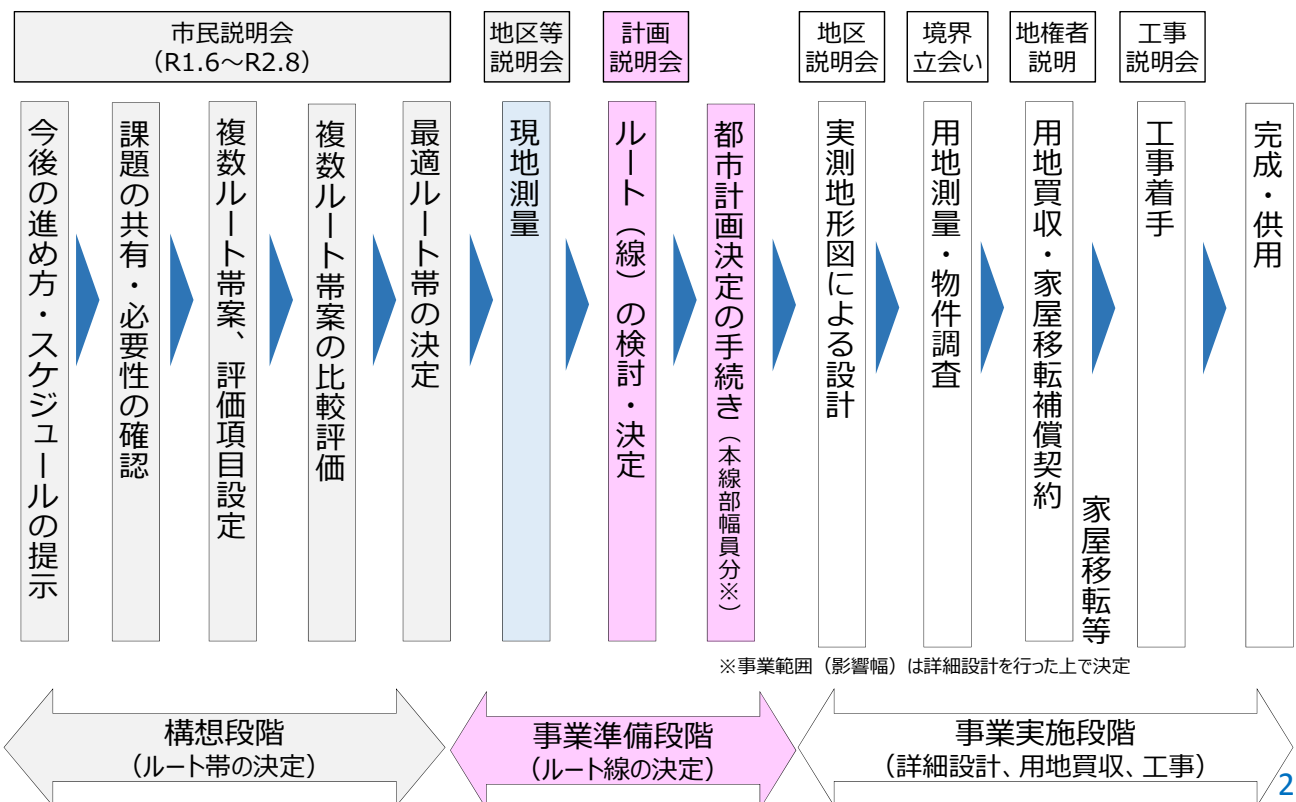 市民説明会
（R1.6～R2.8）
地区等
説明会
計画
説明会
地区
説明会
境界
立会い
地権者
説明
工事
説明会
今後の進め方・スケジュールの提示
課題の共有・必要性の確認
複数ルート帯案、評価項目設定
複数ルート帯案の比較評価
最適ルート帯の決定
現地測量
ルート（線）の検討・決定
都市計画決定の手続き（本線部幅員分※）
実測地形図による設計
用地測量・物件調査
用地買収・家屋移転補償契約
家屋移転等
工事着手
完成・供用
※事業範囲（影響幅）は詳細設計を行った上で決定
構想段階
（ルート帯の決定）
事業準備段階
（ルート線の決定）
事業実施段階
（詳細設計、用地買収、工事）
2